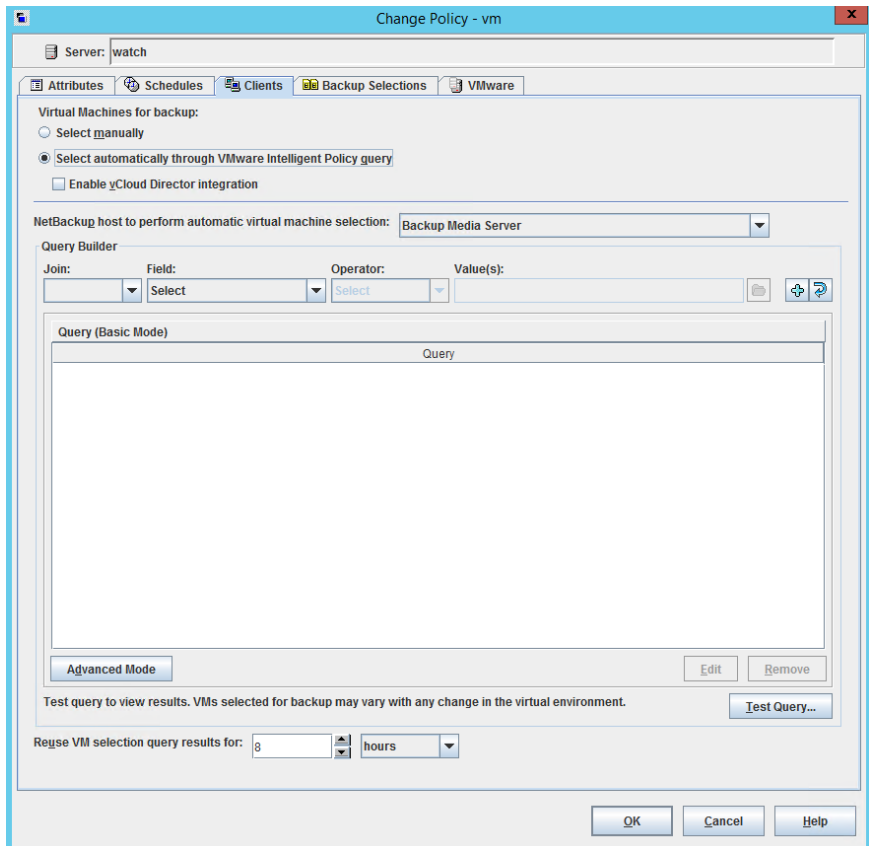 Change Policy - vm
X
Server: watch
Attributes Schedules Clients Backup Selections VMware
Virtual Machines for backup:
Select manually
Select automatically through VMware Intelligent Policy query
Enable vCloud Director integration
NetBackup host to perform automatic virtual machine selection: Backup Media Server
Query Builder
Join: Field: Operator: Value(s):
Select Select
Query (Basic Mode)
Query
Advanced Mode Edit Remove
Test query to view results. VMs selected for backup may vary with any change in the virtual environment. Test Query...
Reuse VM selection query results for: 8 hours
OK Cancel Help